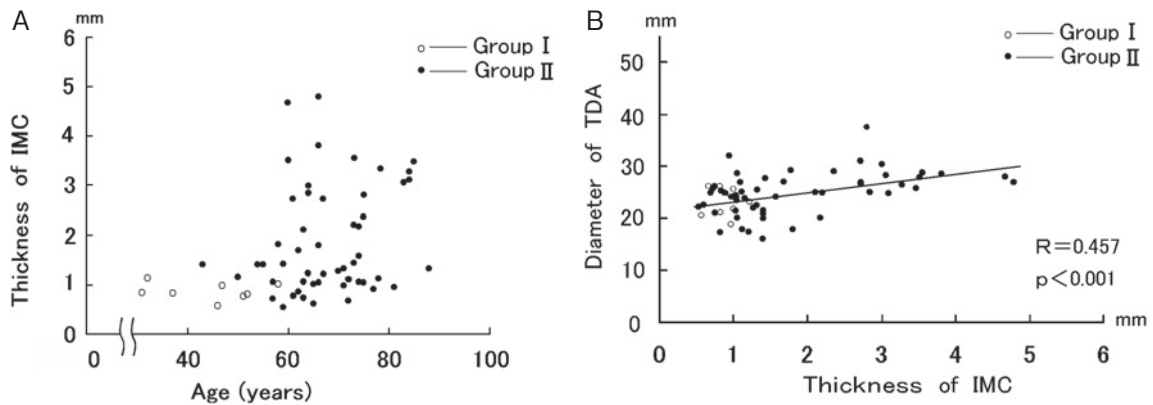 A
mm
6
5
4
3
2
1
0
Thickness of IMC
0
40
60
80
100
Age (years)
Group Ⅰ
Group Ⅱ
B
mm
50
40
30
20
10
0
Diameter of TDA
0
1
2
3
4
5
6
mm
Thickness of IMC
Group Ⅰ
Group Ⅱ
R=0.457
p<0.001